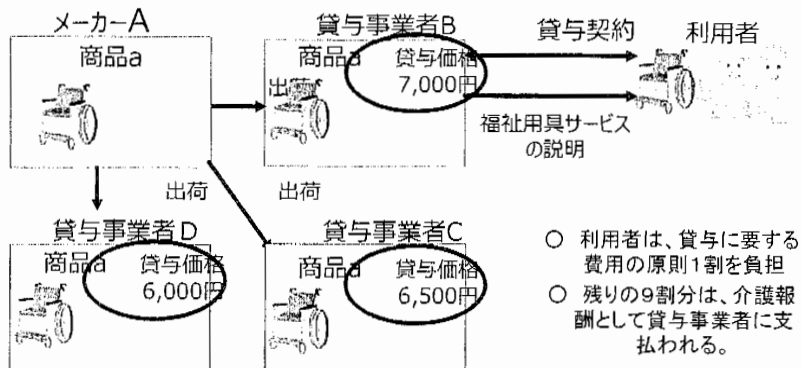 メーカーA
商品a
貸与事業者B
商品a 貸与価格
7,000円
出荷
貸与契約
利用者
福祉用具サービス
の説明
出荷
出荷
貸与事業者D
商品a 貸与価格
6,000円
貸与事業者C
商品a 貸与価格
6,500円
○ 利用者は、貸与に要する
費用の原則1割を負担
○ 残りの9割分は、介護報
酬として貸与事業者に支
払われる。